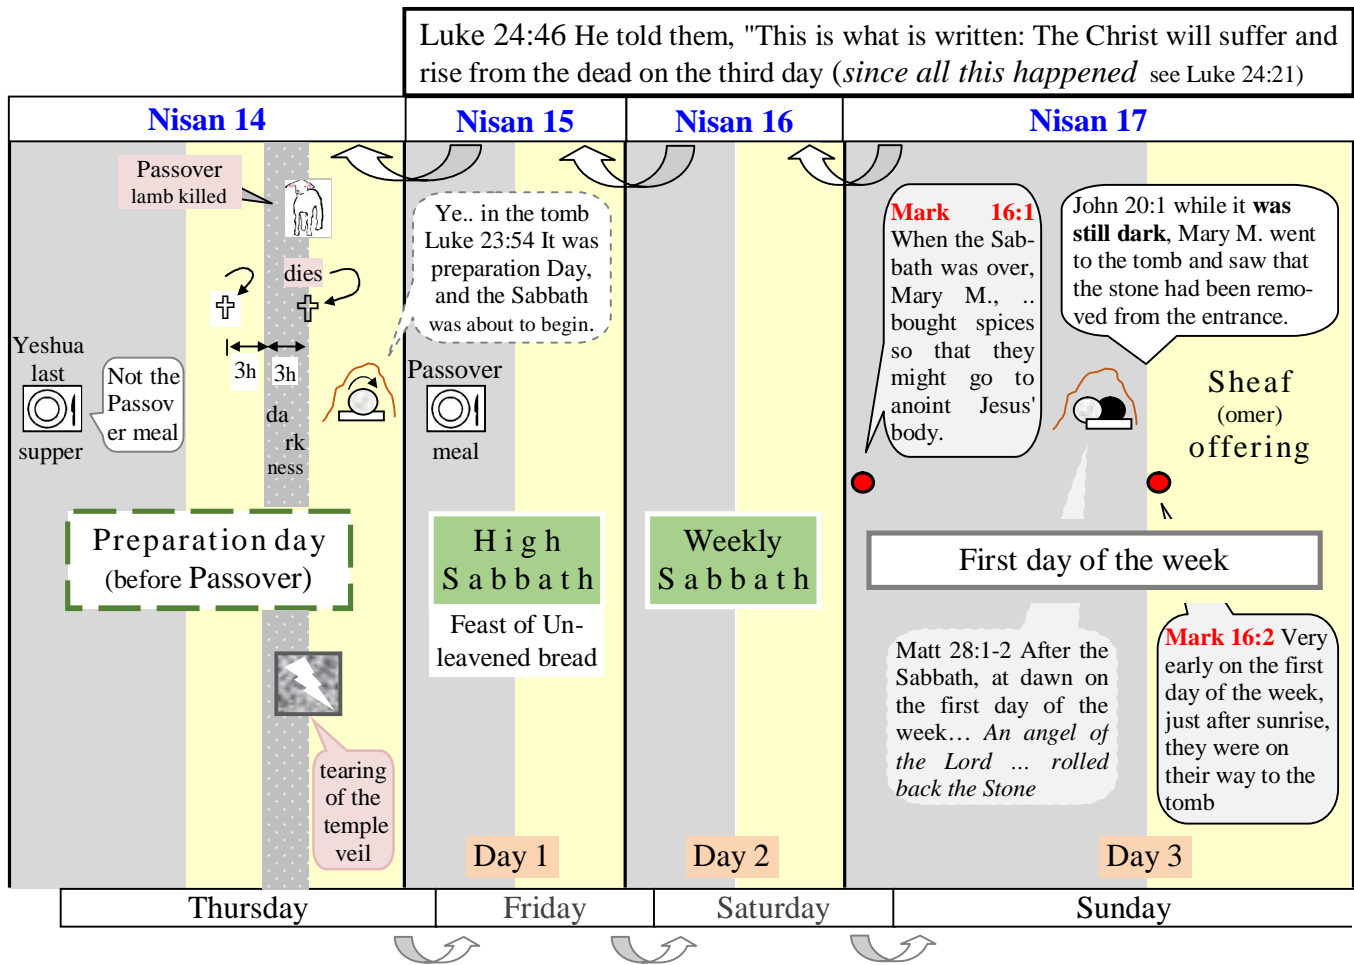 Luke 24:46 He told them, "This is what is written: The Christ will suffer and
rise from the dead on the third day (since all this happened see Luke 24:21)
Nisan 14
Nisan 15
Nisan 16
Nisan 17
Passover
lamb killed
dies
3h
3h
da
rk
ness
Yeshua
last
supper
Not the
Passov
er meal
Ye.. in the tomb
Luke 23:54 It was
preparation Day,
and the Sabbath
was about to begin.
Passover
meal
Mark 16:1
When the Sab-
bath was over,
Mary M., ..
bought spices
so that they
might go to
anoint Jesus'
body.
John 20:1 while it was
still dark, Mary M. went
to the tomb and saw that
the stone had been remo-
ved from the entrance.
Sheaf
(omer)
offering
Preparation day
(before Passover)
High
Sabbath
Feast of Un-
leavened bread
Weekly
Sabbath
First day of the week
Matt 28:1-2 After the
Sabbath, at dawn on
the first day of the
week… An angel of
the Lord ... rolled
back the Stone
Mark 16:2 Very
early on the first
day of the week,
just after sunrise,
they were on
their way to the
tomb
tearing
of the
temple
veil
Day 1
Day 2
Day 3
Thursday
Friday
Saturday
Sunday